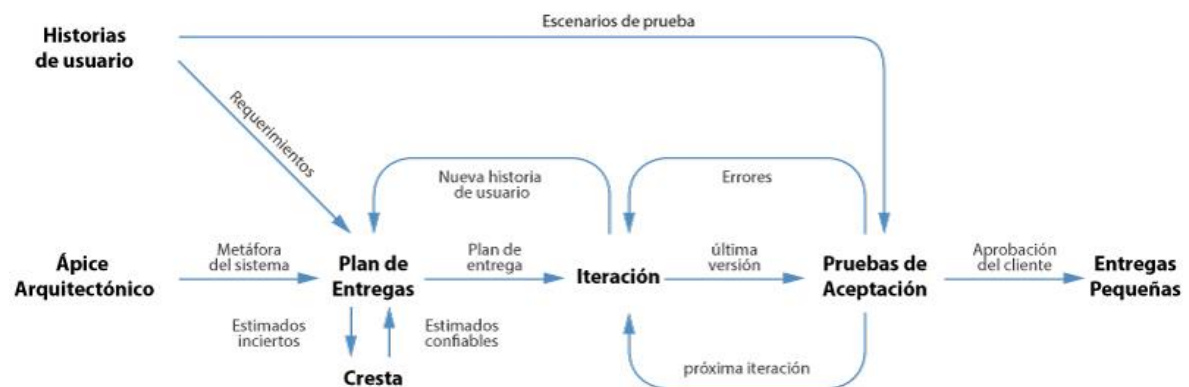 Escenarios de prueba
Historias
de usuario
Requerimientos
Nueva historia
de usuario
Errores
Ápice
Arquitectónico
Metáfora
del sistema
Plan de
Entregas
Plan de
entrega
Iteración
última
versión
Pruebas de
Aceptación
Aprobación
del cliente
Entregas
Pequeñas
Estimados
inciertos
Estimados
confiables
Cresta
próxima iteración